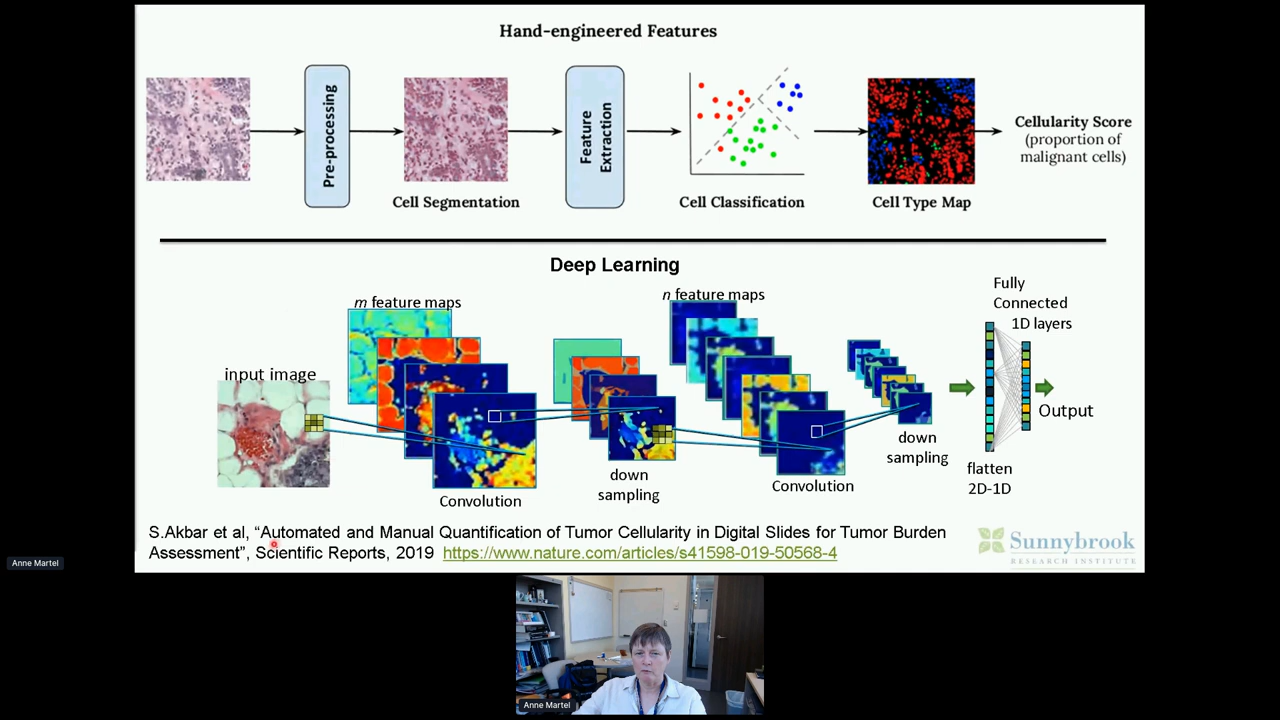 Hand-engineered Features
Pre-processing
Feature
Extraction
Cell Segmentation
Cell Classification
Cell Type Map
Cellularity Score
(proportion of
malignant cells)
Deep Learning
m feature maps
n feature maps
Fully
Connected
1D layers
input image
Output
down
sampling
down
sampling
Convolution
Convolution
flatten
2D-1D
S.Akbar et al, “Automated and Manual Quantification of Tumor Cellularity in Digital Slides for Tumor Burden
Assessment”, Scientific Reports, 2019 https://www.nature.com/articles/s41598-019-50568-4
Sunnybrook
RESEARCH INSTITUTE
Anne Martel
Anne Martel